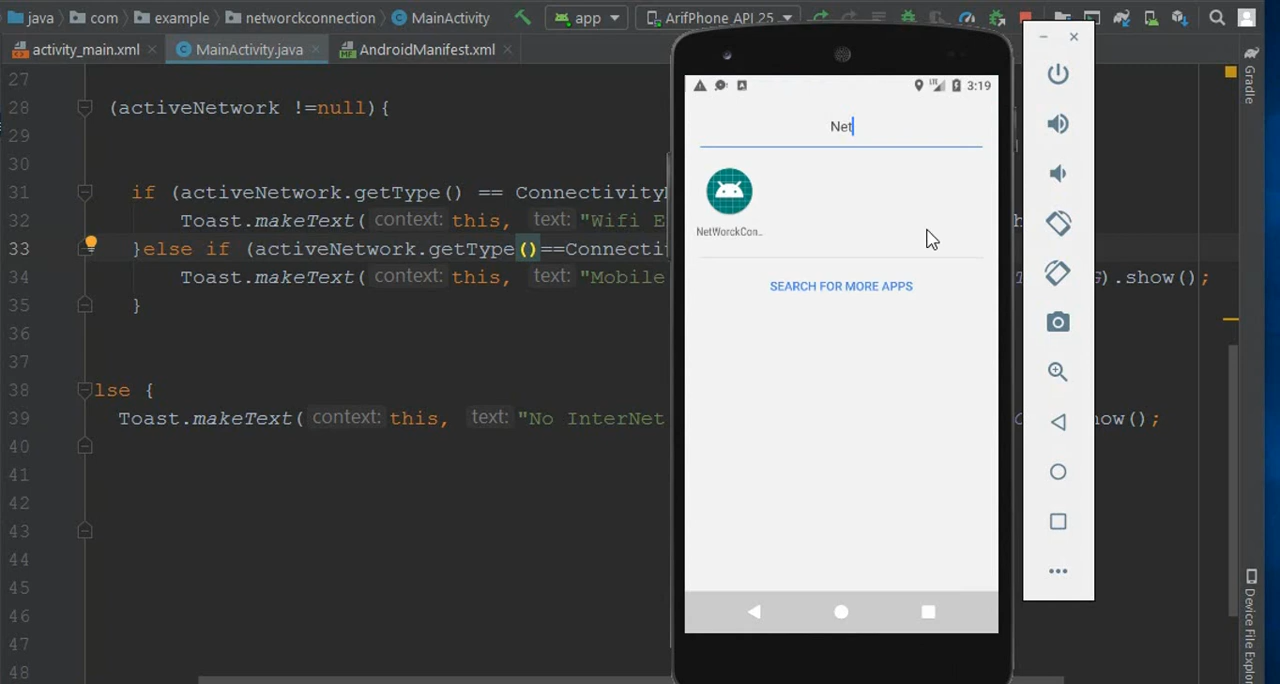 java com example networckconnection MainActivity app ArifPhone API 25
activity_main.xml MainActivity.java AndroidManifest.xml
27
28 (activeNetwork !=null){
29
30
31 if (activeNetwork.getType() == Connectivity
32 Toast.makeText( context: this, text: "Wifi E
33 }else if (activeNetwork.getType()==Connecti
34 Toast.makeText( context: this, text: "Mobile ).show();
35 }
36
37
38 lse {
39 Toast.makeText( context: this, text: "No InterNet how();
40
41
42
43
44
45
46
47
48
3:19
Net
NetWorckCon..
SEARCH FOR MORE APPS
Gradle
Device File Explor